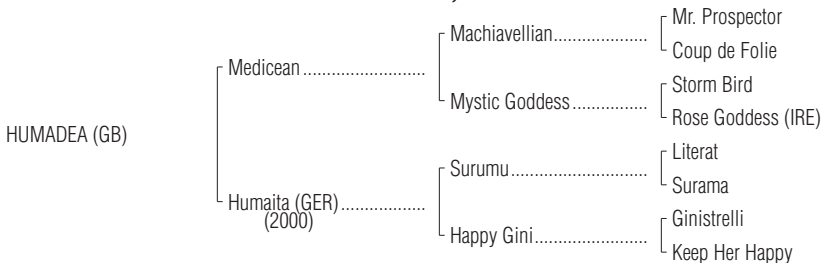 Mr. Prospector
Machiavellian
Coup de Folie
Medicean
Storm Bird
Mystic Goddess
Rose Goddess (IRE)
HUMADEA (GB)
Literat
Surumu
Surama
Humaita (GER)
(2000)
Ginistrelli
Happy Gini
Keep Her Happy